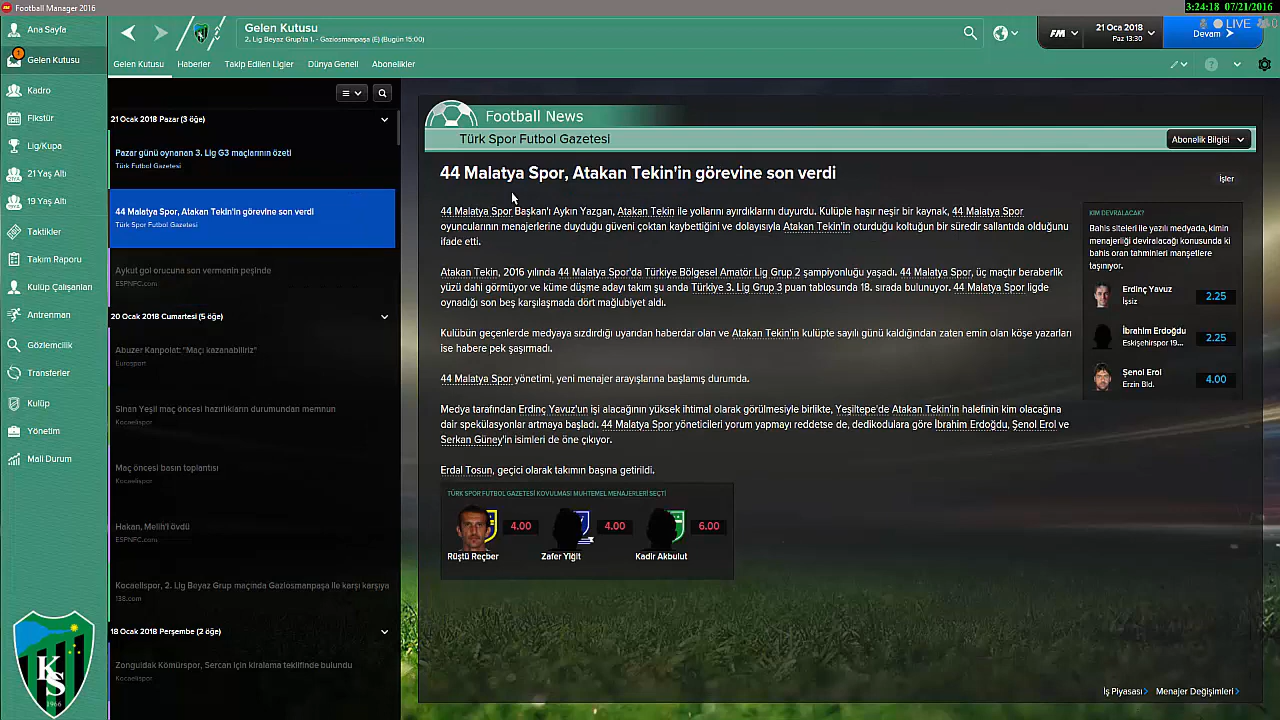 Football Manager 2016
3:24:18 07/21/2016
LIVE
Ana Sayfa
1
Gelen Kutusu
Kadro
Fikstür
Lig/Kupa
21 Yaş Altı
19 Yaş Altı
Taktikler
Takım Raporu
Kulüp Çalışanları
Antrenman
Gözlemcilik
Transferler
Kulüp
Yönetim
Mali Durum
KS
1966
Gelen Kutusu
2. Lig Beyaz Grup'ta 1. - Gaziosmanpaşa (E) (Bugün 15:00)
FM
21 Oca 2018
Paz 13:30
Devam
Gelen Kutusu
Haberler
Takip Edilen Ligler
Dünya Geneli
Abonelikler
21 Ocak 2018 Pazar (3 öğe)
Pazar günü oynanan 3. Lig G3 maçlarının özeti
Türk Futbol Gazetesi
44 Malatya Spor, Atakan Tekin'in görevine son verdi
Türk Spor Futbol Gazetesi
Aykut gol orucuna son vermenin peşinde
ESPNFC.com
20 Ocak 2018 Cumartesi (5 öğe)
Abuzer Kanpolat: "Maçı kazanabiliriz"
Eurosport
Sinan Yeşil maç öncesi hazırlıkların durumundan memnun
Kocaelispor
Maç öncesi basın toplantısı
Kocaelispor
Hakan, Melih'i övdü
ESPNFC.com
Kocaelispor, 2. Lig Beyaz Grup maçında Gaziosmanpaşa ile karşı karşıya
138.com
18 Ocak 2018 Perşembe (2 öğe)
Zonguldak Kömürspor, Sercan için kiralama teklifinde bulundu
Kocaelispor
Football News
Türk Spor Futbol Gazetesi
Abonelik Bilgisi
44 Malatya Spor, Atakan Tekin'in görevine son verdi
İşler
44 Malatya Spor Başkan'ı Aykın Yazgan, Atakan Tekin ile yollarını ayırdıklarını duyurdu. Kulüple haşır neşir bir kaynak, 44 Malatya Spor
oyuncularının menajerlerine duyduğu güveni çoktan kaybettiğini ve dolayısıyla Atakan Tekin'in oturduğu koltuğun bir süredir sallantıda olduğunu
ifade etti.
Atakan Tekin, 2016 yılında 44 Malatya Spor'da Türkiye Bölgesel Amatör Lig Grup 2 şampiyonluğu yaşadı. 44 Malatya Spor, üç maçtır beraberlik
yüzü dahi görmüyor ve küme düşme adayı takım şu anda Türkiye 3. Lig Grup 3 puan tablosunda 18. sırada bulunuyor. 44 Malatya Spor ligde
oynadığı son beş karşılaşmada dört mağlubiyet aldı.
Kulübün geçenlerde medyaya sızdırdığı uyarıdan haberdar olan ve Atakan Tekin'in kulüpte sayılı günü kaldığından zaten emin olan köşe yazarları
ise habere pek şaşırmadı.
44 Malatya Spor yönetimi, yeni menajer arayışlarına başlamış durumda.
Medya tarafından Erdinç Yavuz'un işi alacağının yüksek ihtimal olarak görülmesiyle birlikte, Yeşiltepe'de Atakan Tekin'in halefinin kim olacağına
dair spekülasyonlar artmaya başladı. 44 Malatya Spor yöneticileri yorum yapmayı reddetse de, dedikodulara göre İbrahim Erdoğdu, Şenol Erol ve
Serkan Güney'in isimleri de öne çıkıyor.
Erdal Tosun, geçici olarak takımın başına getirildi.
TÜRK SPOR FUTBOL GAZETESİ KOVULMASI MUHTEMEL MENAJERLERİ SEÇTİ
4.00
4.00
6.00
Rüştü Reçber
Zafer Yiğit
Kadir Akbulut
KİM DEVRALACAK?
Bahis siteleri ile yazılı medyada, kimin
menajerliği deviralacağı konusunda ki
bahis oran tahminleri manşetlere
taşınıyor.
Erdinç Yavuz
İşsiz
2.25
İbrahim Erdoğdu
Eskişehirspor 19...
2.25
Şenol Erol
Erzin Bld.
4.00
İş Piyasası
Menajer Değişimleri